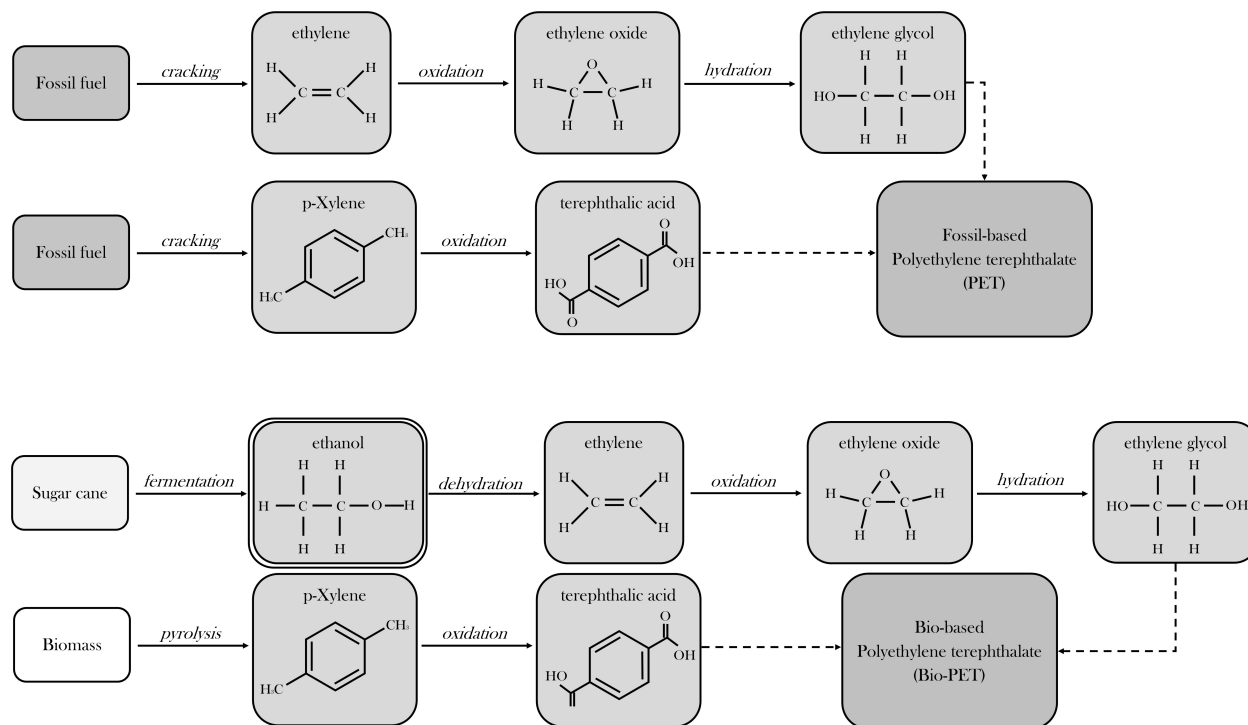 ethylene
ethylene oxide
ethylene glycol
Fossil fuel
cracking
H
H
C
C
H
H
oxidation
O
H
C
C
H
H
H
hydration
H
H
HO
C
C
OH
H
H
p-Xylene
terephthalic acid
Fossil fuel
cracking
CH₃
H₃C
oxidation
O
OH
HO
O
Fossil-based
Polyethylene terephthalate
(PET)
ethanol
ethylene
ethylene oxide
ethylene glycol
Sugar cane
fermentation
H
H
H
C
C
O
H
H
H
dehydration
H
H
C
C
H
H
oxidation
O
H
C
C
H
H
H
hydration
H
H
HO
C
C
OH
H
H
p-Xylene
terephthalic acid
Biomass
pyrolysis
CH₃
H₃C
oxidation
O
OH
HO
Bio-based
Polyethylene terephthalate
(Bio-PET)